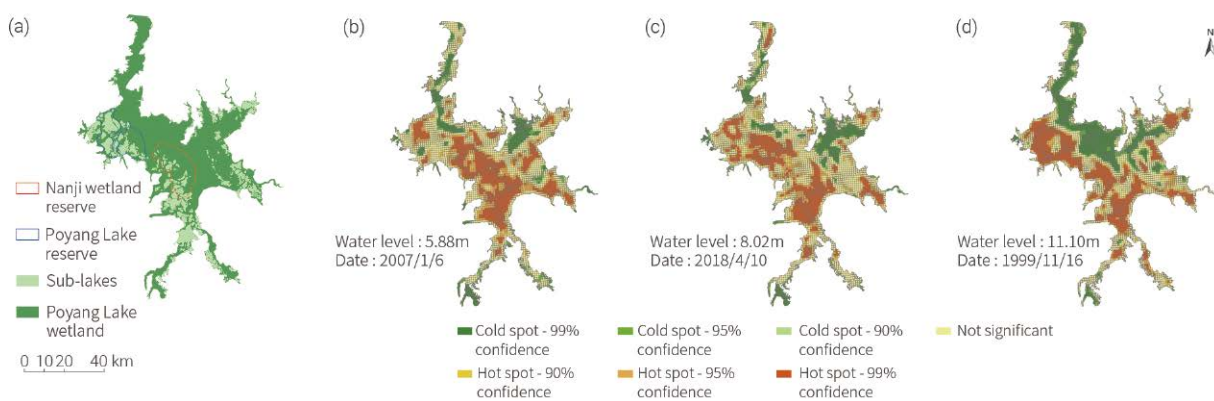 (a)
(b)
(c)
(d)
N
Nanji wetland
reserve
Poyang Lake
reserve
Sub-lakes
Poyang Lake
wetland
0 10 20 40 km
Water level : 5.88m
Date : 2007/1/6
Water level : 8.02m
Date : 2018/4/10
Water level : 11.10m
Date : 1999/11/16
Cold spot - 99%
confidence
Cold spot - 95%
confidence
Cold spot - 90%
confidence
Not significant
Hot spot - 90%
confidence
Hot spot - 95%
confidence
Hot spot - 99%
confidence